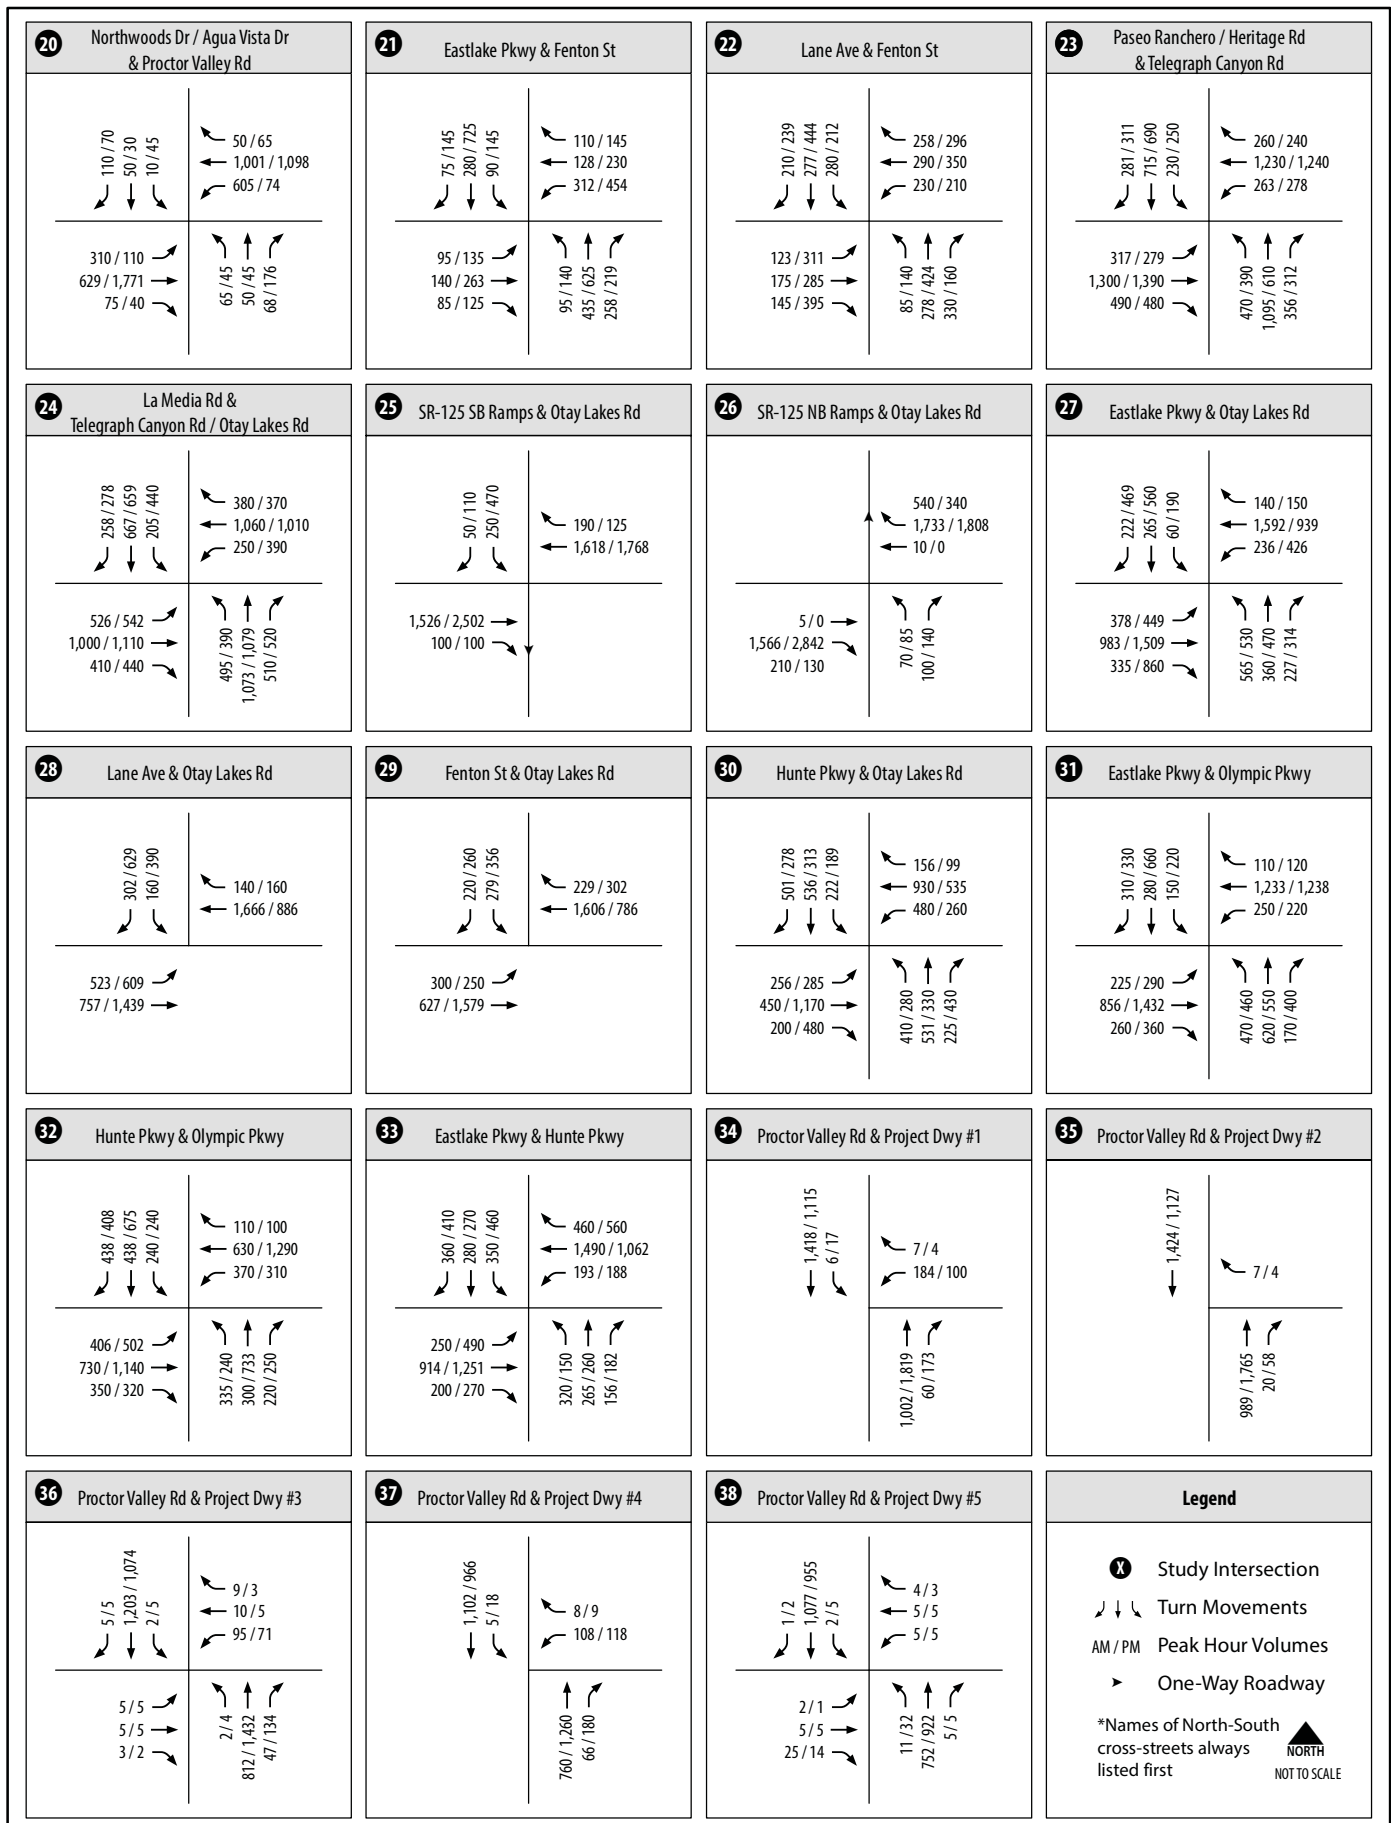 20
Northwoods Dr / Agua Vista Dr
& Proctor Valley Rd
110 / 70
50 / 30
10 / 45
50 / 65
1,001 / 1,098
605 / 74
310 / 110
629 / 1,771
75 / 40
65 / 45
50 / 45
68 / 176
21
Eastlake Pkwy & Fenton St
75 / 145
280 / 725
90 / 145
110 / 145
128 / 230
312 / 454
95 / 135
140 / 263
85 / 125
95 / 140
435 / 625
258 / 219
22
Lane Ave & Fenton St
210 / 239
277 / 444
280 / 212
258 / 296
290 / 350
230 / 210
123 / 311
175 / 285
145 / 395
85 / 140
278 / 424
330 / 160
23
Paseo Ranchero / Heritage Rd
& Telegraph Canyon Rd
281 / 311
715 / 690
230 / 250
260 / 240
1,230 / 1,240
263 / 278
317 / 279
1,300 / 1,390
490 / 480
470 / 390
1,095 / 610
356 / 312
24
La Media Rd &
Telegraph Canyon Rd / Otay Lakes Rd
258 / 278
667 / 659
205 / 440
380 / 370
1,060 / 1,010
250 / 390
526 / 542
1,000 / 1,110
410 / 440
495 / 390
1,073 / 1,079
510 / 520
25
SR-125 SB Ramps & Otay Lakes Rd
50 / 110
250 / 470
190 / 125
1,618 / 1,768
1,526 / 2,502
100 / 100
26
SR-125 NB Ramps & Otay Lakes Rd
540 / 340
1,733 / 1,808
10 / 0
5 / 0
1,566 / 2,842
210 / 130
70 / 85
100 / 140
27
Eastlake Pkwy & Otay Lakes Rd
222 / 469
265 / 560
60 / 190
140 / 150
1,592 / 939
236 / 426
378 / 449
983 / 1,509
335 / 860
565 / 530
360 / 470
227 / 314
28
Lane Ave & Otay Lakes Rd
302 / 629
160 / 390
140 / 160
1,666 / 886
523 / 609
757 / 1,439
29
Fenton St & Otay Lakes Rd
220 / 260
279 / 356
229 / 302
1,606 / 786
300 / 250
627 / 1,579
30
Hunte Pkwy & Otay Lakes Rd
501 / 278
536 / 313
222 / 189
156 / 99
930 / 535
480 / 260
256 / 285
450 / 1,170
200 / 480
410 / 280
531 / 330
225 / 430
31
Eastlake Pkwy & Olympic Pkwy
310 / 330
280 / 660
150 / 220
110 / 120
1,233 / 1,238
250 / 220
225 / 290
856 / 1,432
260 / 360
470 / 460
620 / 550
170 / 400
32
Hunte Pkwy & Olympic Pkwy
438 / 408
438 / 675
240 / 240
110 / 100
630 / 1,290
370 / 310
406 / 502
730 / 1,140
350 / 320
335 / 240
300 / 733
220 / 250
33
Eastlake Pkwy & Hunte Pkwy
360 / 410
280 / 270
350 / 460
460 / 560
1,490 / 1,062
193 / 188
250 / 490
914 / 1,251
200 / 270
320 / 150
265 / 260
156 / 182
34
Proctor Valley Rd & Project Dwy #1
1,418 / 1,115
6 / 17
7 / 4
184 / 100
1,002 / 1,819
60 / 173
35
Proctor Valley Rd & Project Dwy #2
1,424 / 1,127
7 / 4
989 / 1,765
20 / 58
36
Proctor Valley Rd & Project Dwy #3
5 / 5
1,203 / 1,074
2 / 5
9 / 3
10 / 5
95 / 71
5 / 5
5 / 5
3 / 2
2 / 4
812 / 1,432
47 / 134
37
Proctor Valley Rd & Project Dwy #4
1,102 / 966
5 / 18
8 / 9
108 / 118
760 / 1,260
66 / 180
38
Proctor Valley Rd & Project Dwy #5
1 / 2
1,077 / 955
2 / 5
4 / 3
5 / 5
5 / 5
2 / 1
5 / 5
25 / 14
11 / 32
752 / 922
5 / 5
Legend
X Study Intersection
Turn Movements
AM / PM Peak Hour Volumes
One-Way Roadway
*Names of North-South
cross-streets always
listed first
NORTH
NOT TO SCALE